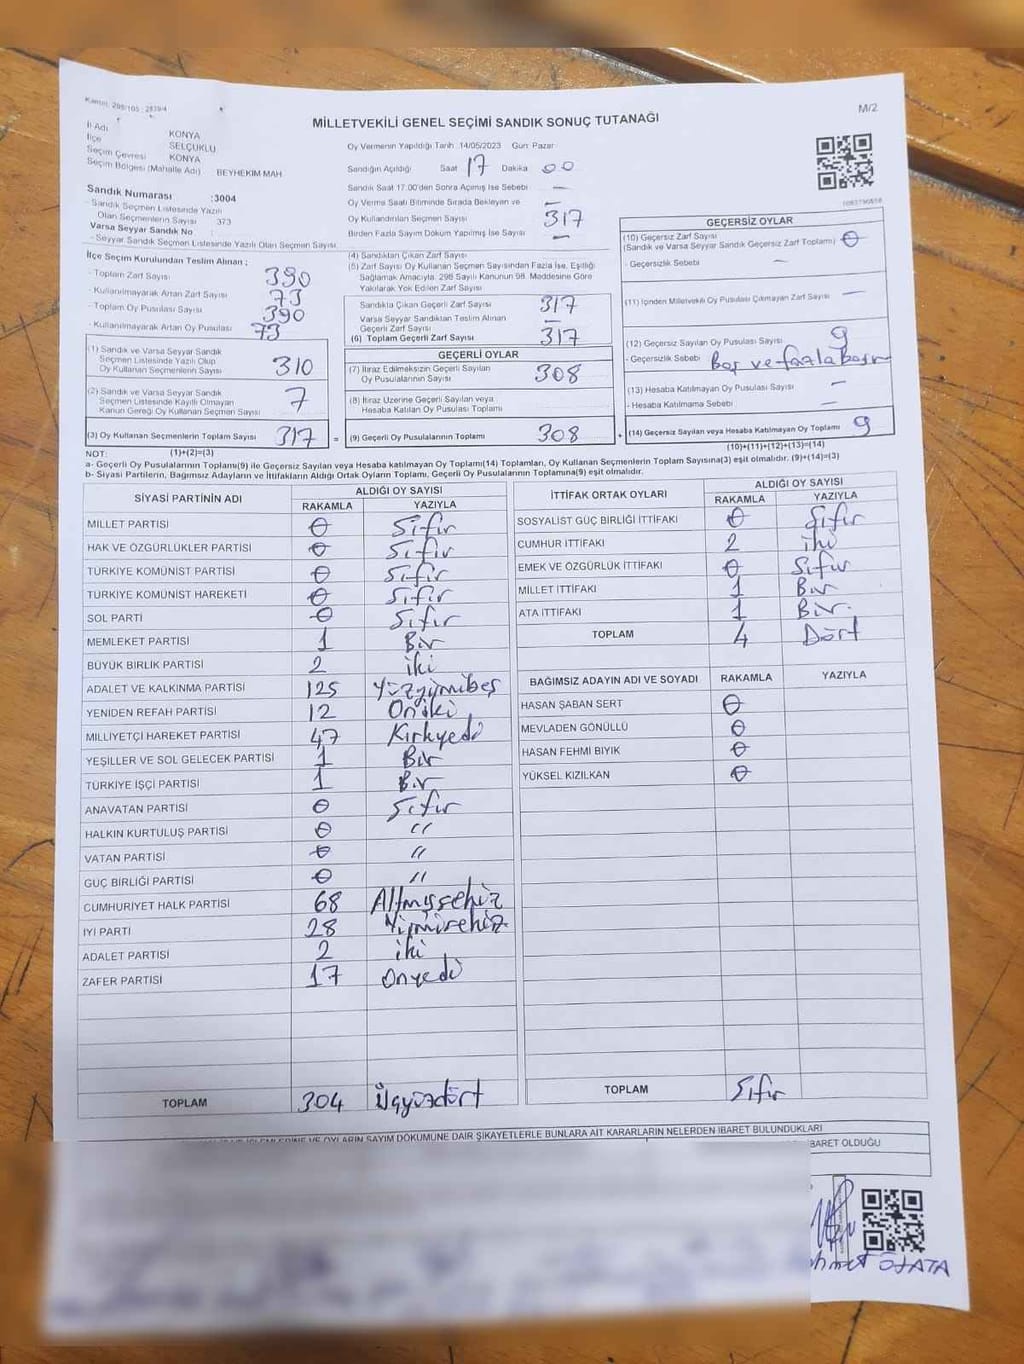 M/2
MİLLETVEKİLİ GENEL SEÇİMİ SANDIK SONUÇ TUTANAĞI
İl Adı KONYA
İlçe SELÇUKLU
Seçim Çevresi KONYA
Seçim Bölgesi (Mahalle Adı) BEYHEKİM MAH
Sandık Numarası :3004
- Sandık Seçmen Listesinde Yazılı
Olan Seçmenlerin Sayısı 373
Varsa Seyyar Sandık No :
- Seyyar Sandık Seçmen Listesinde Yazılı Olan Seçmen Sayısı
Oy Vermenin Yapıldığı Tarih :14/05/2023 Gün: Pazar
Sandığın Açıldığı Saat 17 Dakika 00
Sandık Saat 17.00'den Sonra Açımış İse Sebebi —
Oy Verme Saati Bitiminde Sırada Bekleyen ve —
Oy Kullandırılan Seçmen Sayısı 317
Birden Fazla Sayım Döküm Yapılmış İse Sayısı —
İlçe Seçim Kurulundan Teslim Alınan :
- Toplam Zarf Sayısı 390
- Kullanılmayarak Artan Zarf Sayısı 73
- Toplam Oy Pusulası Sayısı 390
- Kullanılmayarak Artan Oy Pusulası 73
(1) Sandık ve Varsa Seyyar Sandık
Seçmen Listesinde Yazılı Olup
Oy Kullanan Seçmenlerin Sayısı 310
(2) Sandık ve Varsa Seyyar Sandık
Seçmen Listesinde Kayıtlı Olmayan
Kanun Gereği Oy Kullanan Seçmen Sayısı 7
(3) Oy Kullanan Seçmenlerin Toplam Sayısı 317 =
(4) Sandıktan Çıkan Zarf Sayısı
(5) Zarf Sayısı Oy Kullanan Seçmen Sayısından Fazla İse, Eşitliği
Sağlamak Amacıyla, 298 Sayılı Kanunun 98. Maddesine Göre
Yakılarak Yok Edilen Zarf Sayısı
Sandıkta Çıkan Geçerli Zarf Sayısı 317
Varsa Seyyar Sandıktan Teslim Alınan
Geçerli Zarf Sayısı —
(6) Toplam Geçerli Zarf Sayısı 317
GEÇERLİ OYLAR
(7) İtiraz Edilmeksizin Geçerli Sayılan
Oy Pusulalarının Sayısı 308
(8) İtiraz Üzerine Geçerli Sayılan veya
Hesaba Katılan Oy Pusulası Toplamı
(9) Geçerli Oy Pusulalarının Toplamı 308 +
GEÇERSİZ OYLAR
(10) Geçersiz Zarf Sayısı
(Sandık ve Varsa Seyyar Sandık Geçersiz Zarf Toplamı) 0
- Geçersizlik Sebebi —
(11) İçinden Milletvekili Oy Pusulası Çıkmayan Zarf Sayısı —
(12) Geçersiz Sayılan Oy Pusulası Sayısı 9
- Geçersizlik Sebebi Boş ve fazla
(13) Hesaba Katılmayan Oy Pusulası Sayısı —
- Hesaba Katılmama Sebebi —
(14) Geçersiz Sayılan veya Hesaba Katılmayan Oy Toplamı 9
NOT: (1)+(2)=(3) (10)+(11)+(12)+(13)=(14)
a- Geçerli Oy Pusulalarının Toplamı(9) ile Geçersiz Sayılan veya Hesaba Katılmayan Oy Toplamı(14) Toplamları, Oy Kullanan Seçmenlerin Toplam Sayısına(3) eşit olmalıdır. (9)+(14)=(3)
b- Siyasi Partilerin, Bağımsız Adayların ve İttifakların Aldığı Ortak Oyların Toplamı, Geçerli Oy Pusulalarının Toplamına(9) eşit olmalıdır.
SİYASİ PARTİNİN ADI ALDIĞI OY SAYISI
RAKAMLA YAZIYLA
MİLLET PARTİSİ 0 Sıfır
HAK VE ÖZGÜRLÜKLER PARTİSİ 0 Sıfır
TÜRKİYE KOMÜNİST PARTİSİ 0 Sıfır
TÜRKİYE KOMÜNİST HAREKETİ 0 Sıfır
SOL PARTİ 0 Sıfır
MEMLEKET PARTİSİ 1 Bir
BÜYÜK BİRLİK PARTİSİ 2 iki
ADALET VE KALKINMA PARTİSİ 125 Yüzyirmibeş
YENİDEN REFAH PARTİSİ 12 Oniki
MİLLİYETÇİ HAREKET PARTİSİ 47 Kırkyedi
YEŞİLLER VE SOL GELECEK PARTİSİ 1 Bir
TÜRKİYE İŞÇİ PARTİSİ 1 Bir
ANAVATAN PARTİSİ 0 Sıfır
HALKIN KURTULUŞ PARTİSİ 0 "
VATAN PARTİSİ 0 "
GÜÇ BİRLİĞİ PARTİSİ 0 "
CUMHURİYET HALK PARTİSİ 68 Altmışsekiz
İYİ PARTİ 28 Yirmisekiz
ADALET PARTİSİ 2 iki
ZAFER PARTİSİ 17 Onyedi
TOPLAM 304 Üçyüzdört
İTTİFAK ORTAK OYLARI ALDIĞI OY SAYISI
RAKAMLA YAZIYLA
SOSYALİST GÜÇ BİRLİĞİ İTTİFAKI 0 Sıfır
CUMHUR İTTİFAKI 2 iki
EMEK VE ÖZGÜRLÜK İTTİFAKI 0 Sıfır
MİLLET İTTİFAKI 1 Bir
ATA İTTİFAKI 1 Bir.
TOPLAM 4 Dört
BAĞIMSIZ ADAYIN ADI VE SOYADI RAKAMLA YAZIYLA
HASAN ŞABAN SERT 0
MEVLADEN GÖNÜLLÜ 0
HASAN FEHMİ BIYIK 0
YÜKSEL KIZILKAN 0
TOPLAM Sıfır
OYLARIN SAYIM DÖKÜMÜNE DAİR ŞİKAYETLERLE BUNLARA AİT KARARLARIN NELERDEN İBARET BULUNDUKLARI
İBARET OLDUĞU